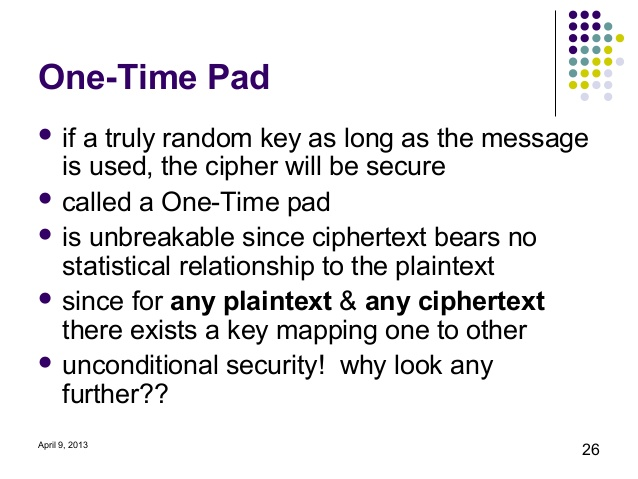 One-Time Pad
if a truly random key as long as the message
is used, the cipher will be secure
called a One-Time pad
is unbreakable since ciphertext bears no
statistical relationship to the plaintext
since for any plaintext & any ciphertext
there exists a key mapping one to other
unconditional security!  why look any
further??
April 9, 2013
26